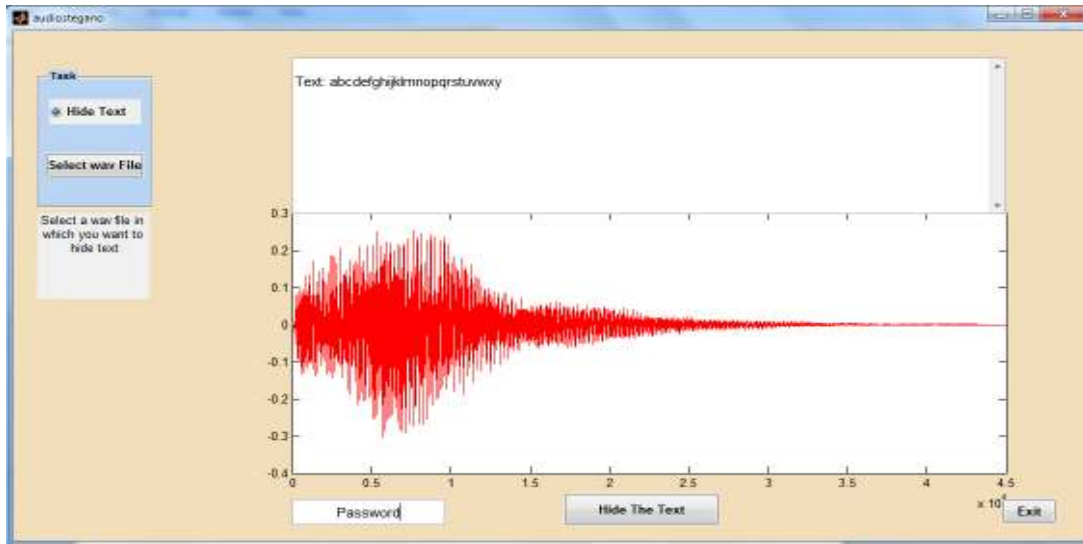 audiostegano
Task
Hide Text
Select wav File
Select a wav file in
which you want to
hide text
Text: abcdefghijklmnopqrstuvwxy
0.3
0.2
0.1
0
-0.1
-0.2
-0.3
-0.4
0 0.5 1 1.5 2 2.5 3 3.5 4 4.5
x 10
Password
Hide The Text
Exit